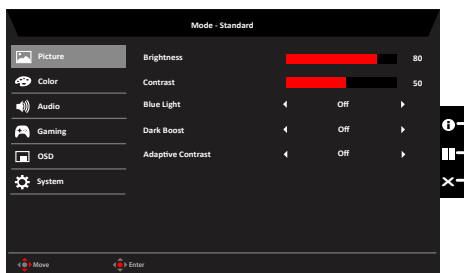 Mode - Standard
Picture
Brightness 80
Color
Contrast 50
Audio
Blue Light Off
Gaming
Dark Boost Off
OSD
Adaptive Contrast Off
System
Move Enter